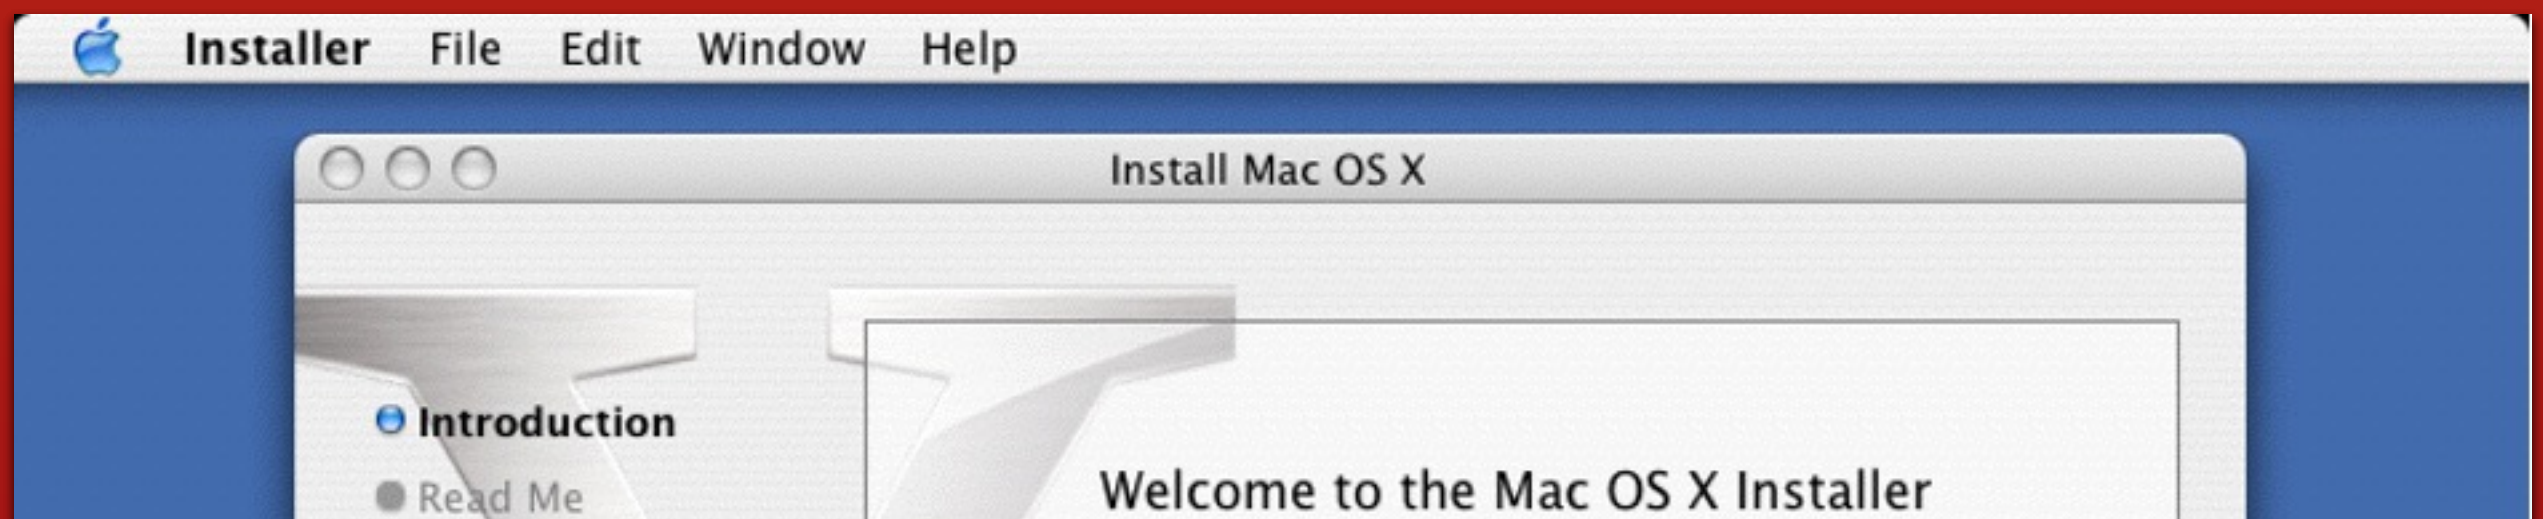 Installer File Edit Window Help
Install Mac OS X
Introduction
Read Me
Welcome to the Mac OS X Installer